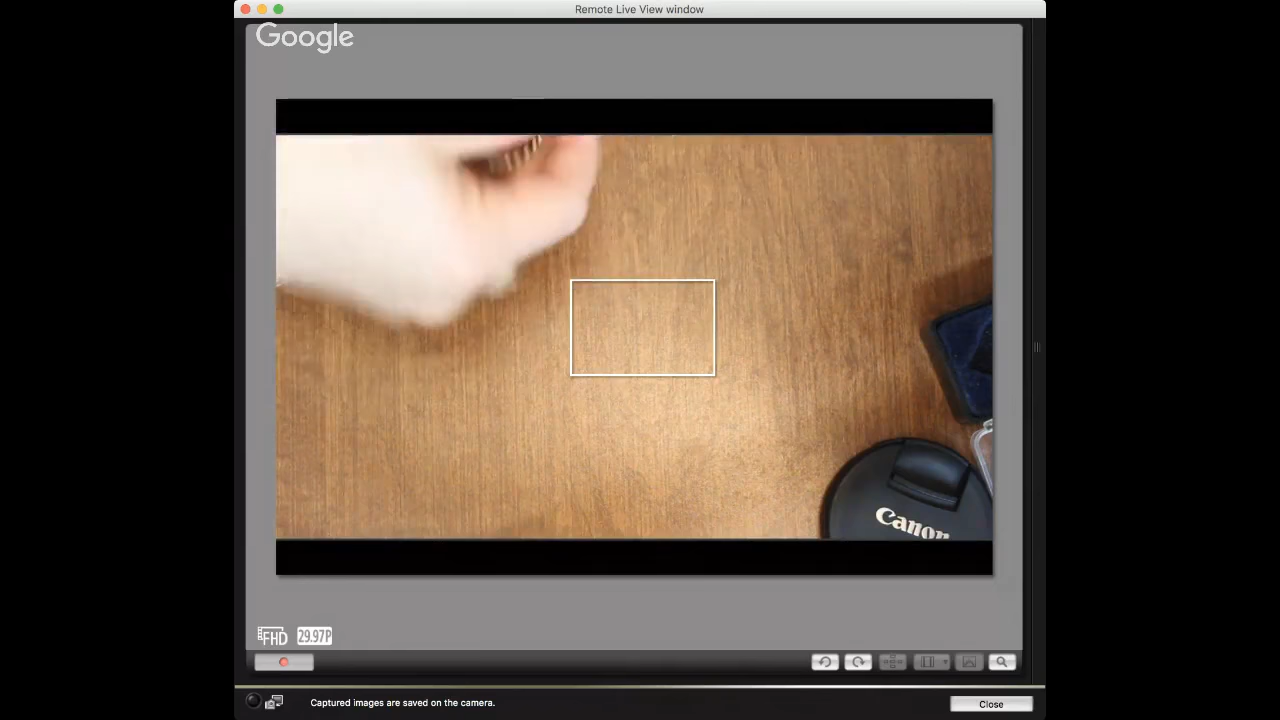 Remote Live View window
Google
Canon
FHD 29.97P
Captured images are saved on the camera.
Close